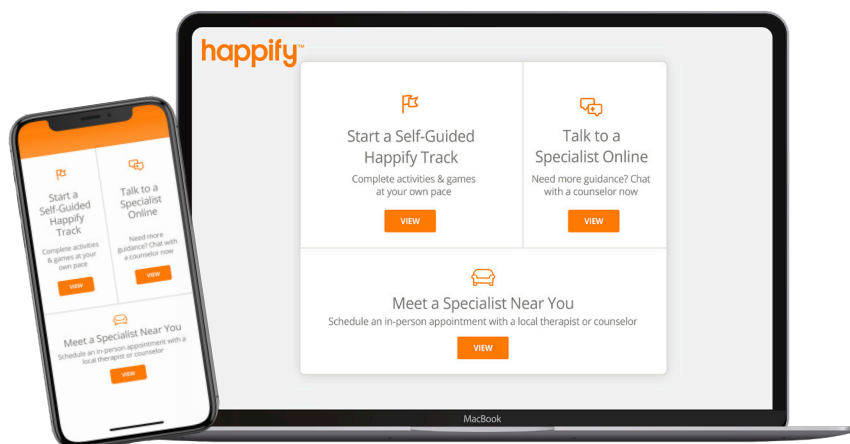 happify™
Start a Self-Guided
Happify Track
Complete activities & games
at your own pace
VIEW
Talk to a
Specialist Online
Need more guidance? Chat
with a counselor now
VIEW
Meet a Specialist Near You
Schedule an in-person appointment with a local therapist or counselor
VIEW
MacBook
Start a
Self-Guided
Happify
Track
Complete activities
& games at your
own pace
VIEW
Talk to a
Specialist
Online
Need more
guidance? Chat with
a counselor now
VIEW
Meet a Specialist Near You
Schedule an in-person appointment with a
local therapist or counselor
VIEW